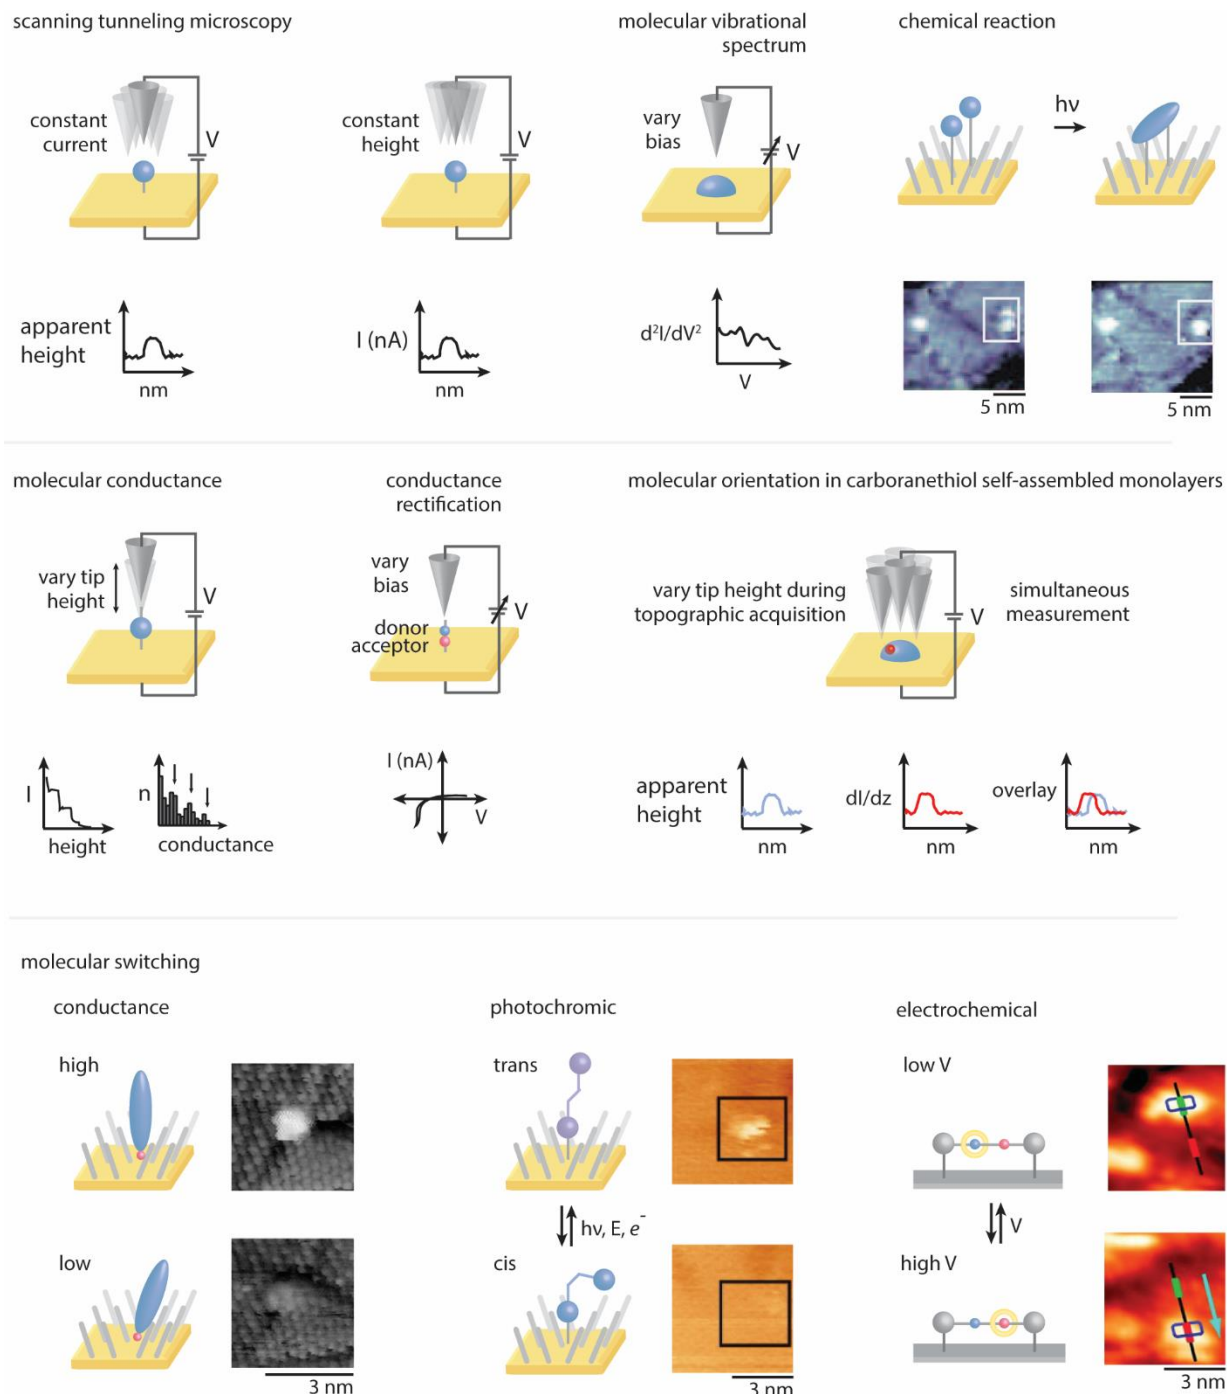 scanning tunneling microscopy
constant
current
V
apparent
height
nm
constant
height
V
I (nA)
nm
molecular vibrational
spectrum
vary
bias
V
d²I/dV²
V
chemical reaction
hν
5 nm
5 nm
molecular conductance
vary tip
height
V
I
height
n
conductance
conductance
rectification
vary
bias
V
donor
acceptor
I (nA)
V
molecular orientation in carboranethiol self-assembled monolayers
vary tip height during
topographic acquisition
V
simultaneous
measurement
apparent
height
nm
dI/dz
nm
overlay
nm
molecular switching
conductance
high
low
3 nm
photochromic
trans
hν, E, e⁻
cis
3 nm
electrochemical
low V
V
high V
3 nm